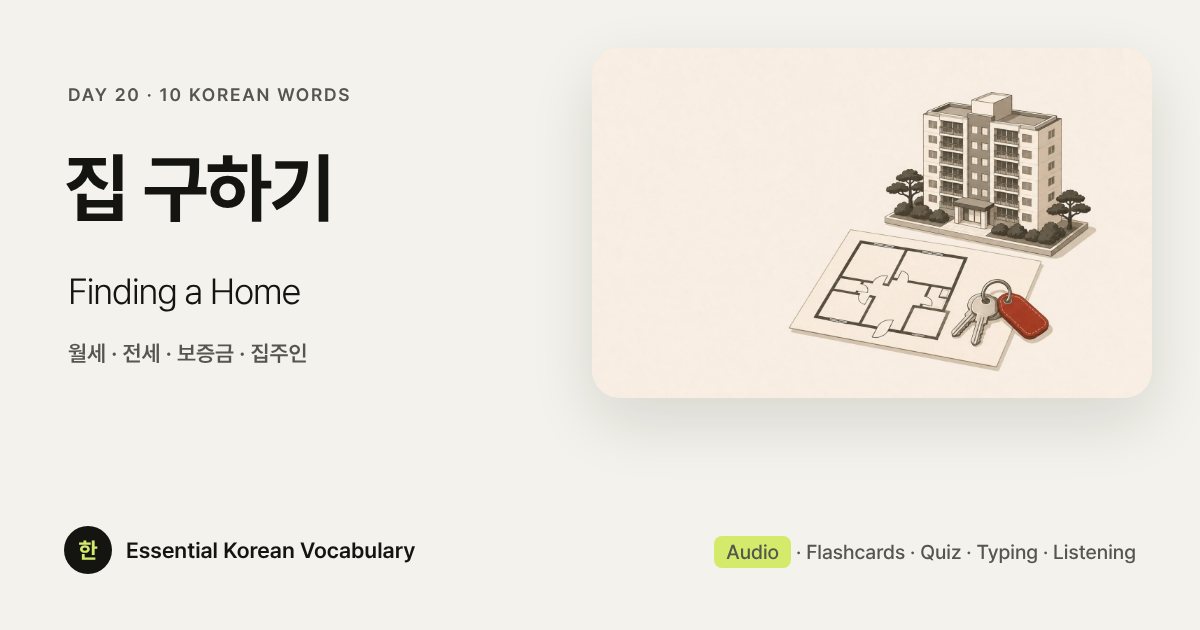 DAY 20 · 10 KOREAN WORDS
집 구하기
Finding a Home
월세 · 전세 · 보증금 · 집주인
한 Essential Korean Vocabulary
Audio · Flashcards · Quiz · Typing · Listening